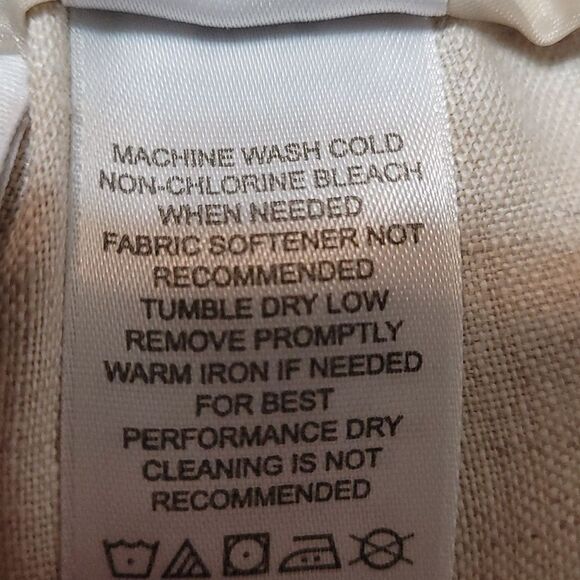 MACHINE WASH COLD
NON-CHLORINE BLEACH
WHEN NEEDED
FABRIC SOFTENER NOT
RECOMMENDED
TUMBLE DRY LOW
REMOVE PROMPTLY
WARM IRON IF NEEDED
FOR BEST
PERFORMANCE DRY
CLEANING IS NOT
RECOMMENDED